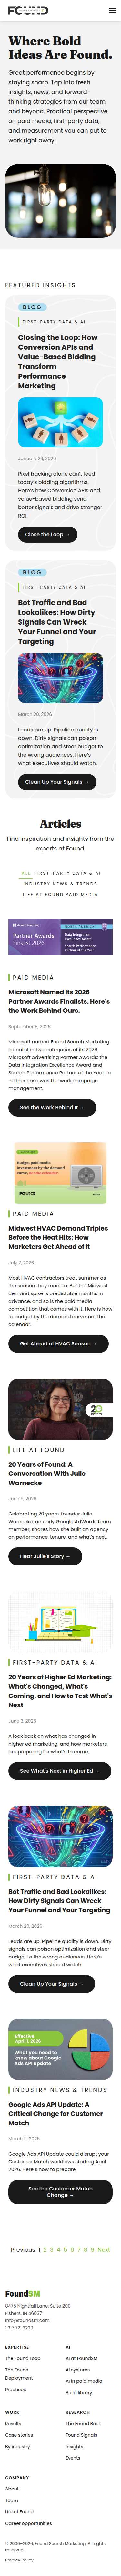 FOUND
Where Bold
Ideas Are Found.
Great performance begins by
staying sharp. Tap into fresh
insights, news, and forward-
thinking strategies from our team
and beyond. Practical perspective
on paid media, first-party data,
and measurement you can put to
work right away.
FEATURED INSIGHTS
BLOG
FIRST-PARTY DATA & AI
Closing the Loop: How
Conversion APIs and
Value-Based Bidding
Transform
Performance
Marketing
January 23, 2026
Pixel tracking alone can't feed
today's bidding algorithms.
Here's how Conversion APIs and
value-based bidding send
better signals and drive stronger
ROI.
Close the Loop →
BLOG
FIRST-PARTY DATA & AI
Bot Traffic and Bad
Lookalikes: How Dirty
Signals Can Wreck
Your Funnel and Your
Targeting
March 20, 2026
Leads are up. Pipeline quality is
down. Dirty signals can poison
optimization and steer budget to
the wrong audiences. Here's
what executives should watch.
Clean Up Your Signals →
Articles
Find inspiration and insights from the
experts at Found.
ALL FIRST-PARTY DATA & AI
INDUSTRY NEWS & TRENDS
LIFE AT FOUND PAID MEDIA
Partner Awards
Finalist 2026
Data Integration
Excellence Award
Search Performance
Partner of the Year
PAID MEDIA
Microsoft Named Its 2026
Partner Awards Finalists. Here's
the Work Behind Ours.
September 9, 2026
Microsoft named Found Search Marketing
a finalist in two categories of its 2026
Microsoft Advertising Partner Awards: the
Data Integration Excellence Award and
Search Performance Partner of the Year. In
neither case was the work campaign
management.
See the Work Behind It →
Budget paid media
investment by the demand
curve, not the calendar.
PAID MEDIA
Midwest HVAC Demand Triples
Before the Heat Hits: How
Marketers Get Ahead of It
July 7, 2026
Most HVAC contractors treat summer as
the season they react to. But the Midwest
demand spike is predictable months in
advance, and so is the paid media
competition that comes with it. Here is how
to budget by the demand curve, not the
calendar.
Get Ahead of HVAC Season →
20
LIFE AT FOUND
20 Years of Found: A
Conversation With Julie
Warnecke
June 9, 2026
Celebrating 20 years, founder Julie
Warnecke, an early Google AdWords team
member, shares how she built an agency
on performance, tenure, and what's next.
Hear Julie's Story →
FIRST-PARTY DATA & AI
20 Years of Higher Ed Marketing:
What's Changed, What's
Coming, and How to Test What's
Next
June 3, 2026
A look back on what has changed in
higher ed marketing, and how marketers
are preparing for what's to come.
See What's Next in Higher Ed →
FIRST-PARTY DATA & AI
Bot Traffic and Bad Lookalikes:
How Dirty Signals Can Wreck
Your Funnel and Your Targeting
March 20, 2026
Leads are up. Pipeline quality is down. Dirty
signals can poison optimization and steer
budget to the wrong audiences. Here's
what executives should watch.
Clean Up Your Signals →
Effective
April 1, 2026
What you need to
know about Google
Ads API update
INDUSTRY NEWS & TRENDS
Google Ads API Update: A
Critical Change for Customer
Match
March 11, 2026
Google Ads API Update could disrupt your
Customer Match workflows starting April
2026. Here is how to prepare.
See the Customer Match
Change →
Previous 1 2 3 4 5 6 7 8 9 Next
FoundSM
8475 Nightfall Lane, Suite 200
Fishers, IN 46037
info@foundsm.com
1.317.721.2229
EXPERTISE
The Found Loop
The Found
Deployment
Practices
AI
AI at FoundSM
AI systems
AI in paid media
Build library
WORK
Results
Case stories
By industry
RESEARCH
The Found Brief
Found Signals
Insights
Events
COMPANY
About
Team
Life at Found
Career opportunities
© 2006–2026, Found Search Marketing. All rights
reserved.
Privacy Policy